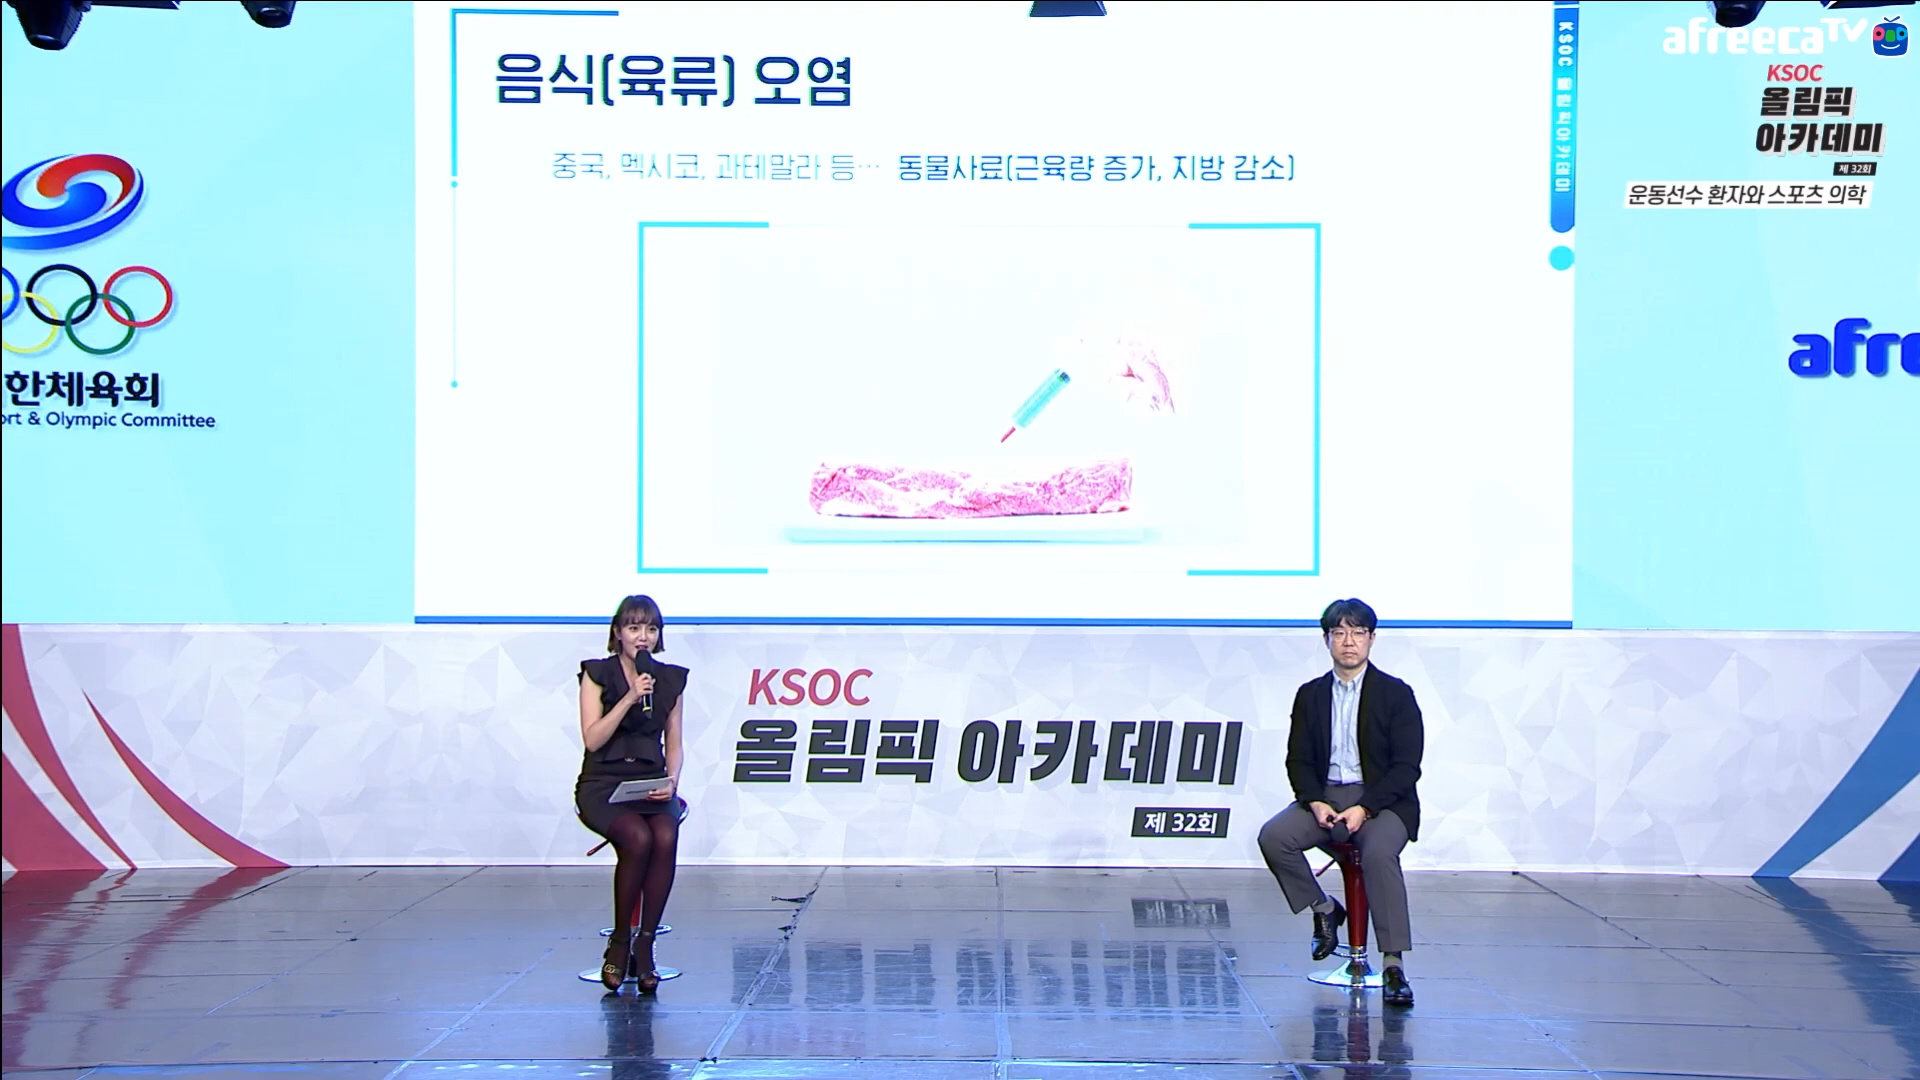 음식(육류) 오염
중국, 멕시코, 과테말라 등… 동물사료(근육량 증가, 지방 감소)
KSOC 올림픽아카데미
afreecaTV
KSOC
올림픽
아카데미
제 32회
운동선수 환자와 스포츠 의학
한체육회
ort & Olympic Committee
afre
KSOC
올림픽 아카데미
제 32회